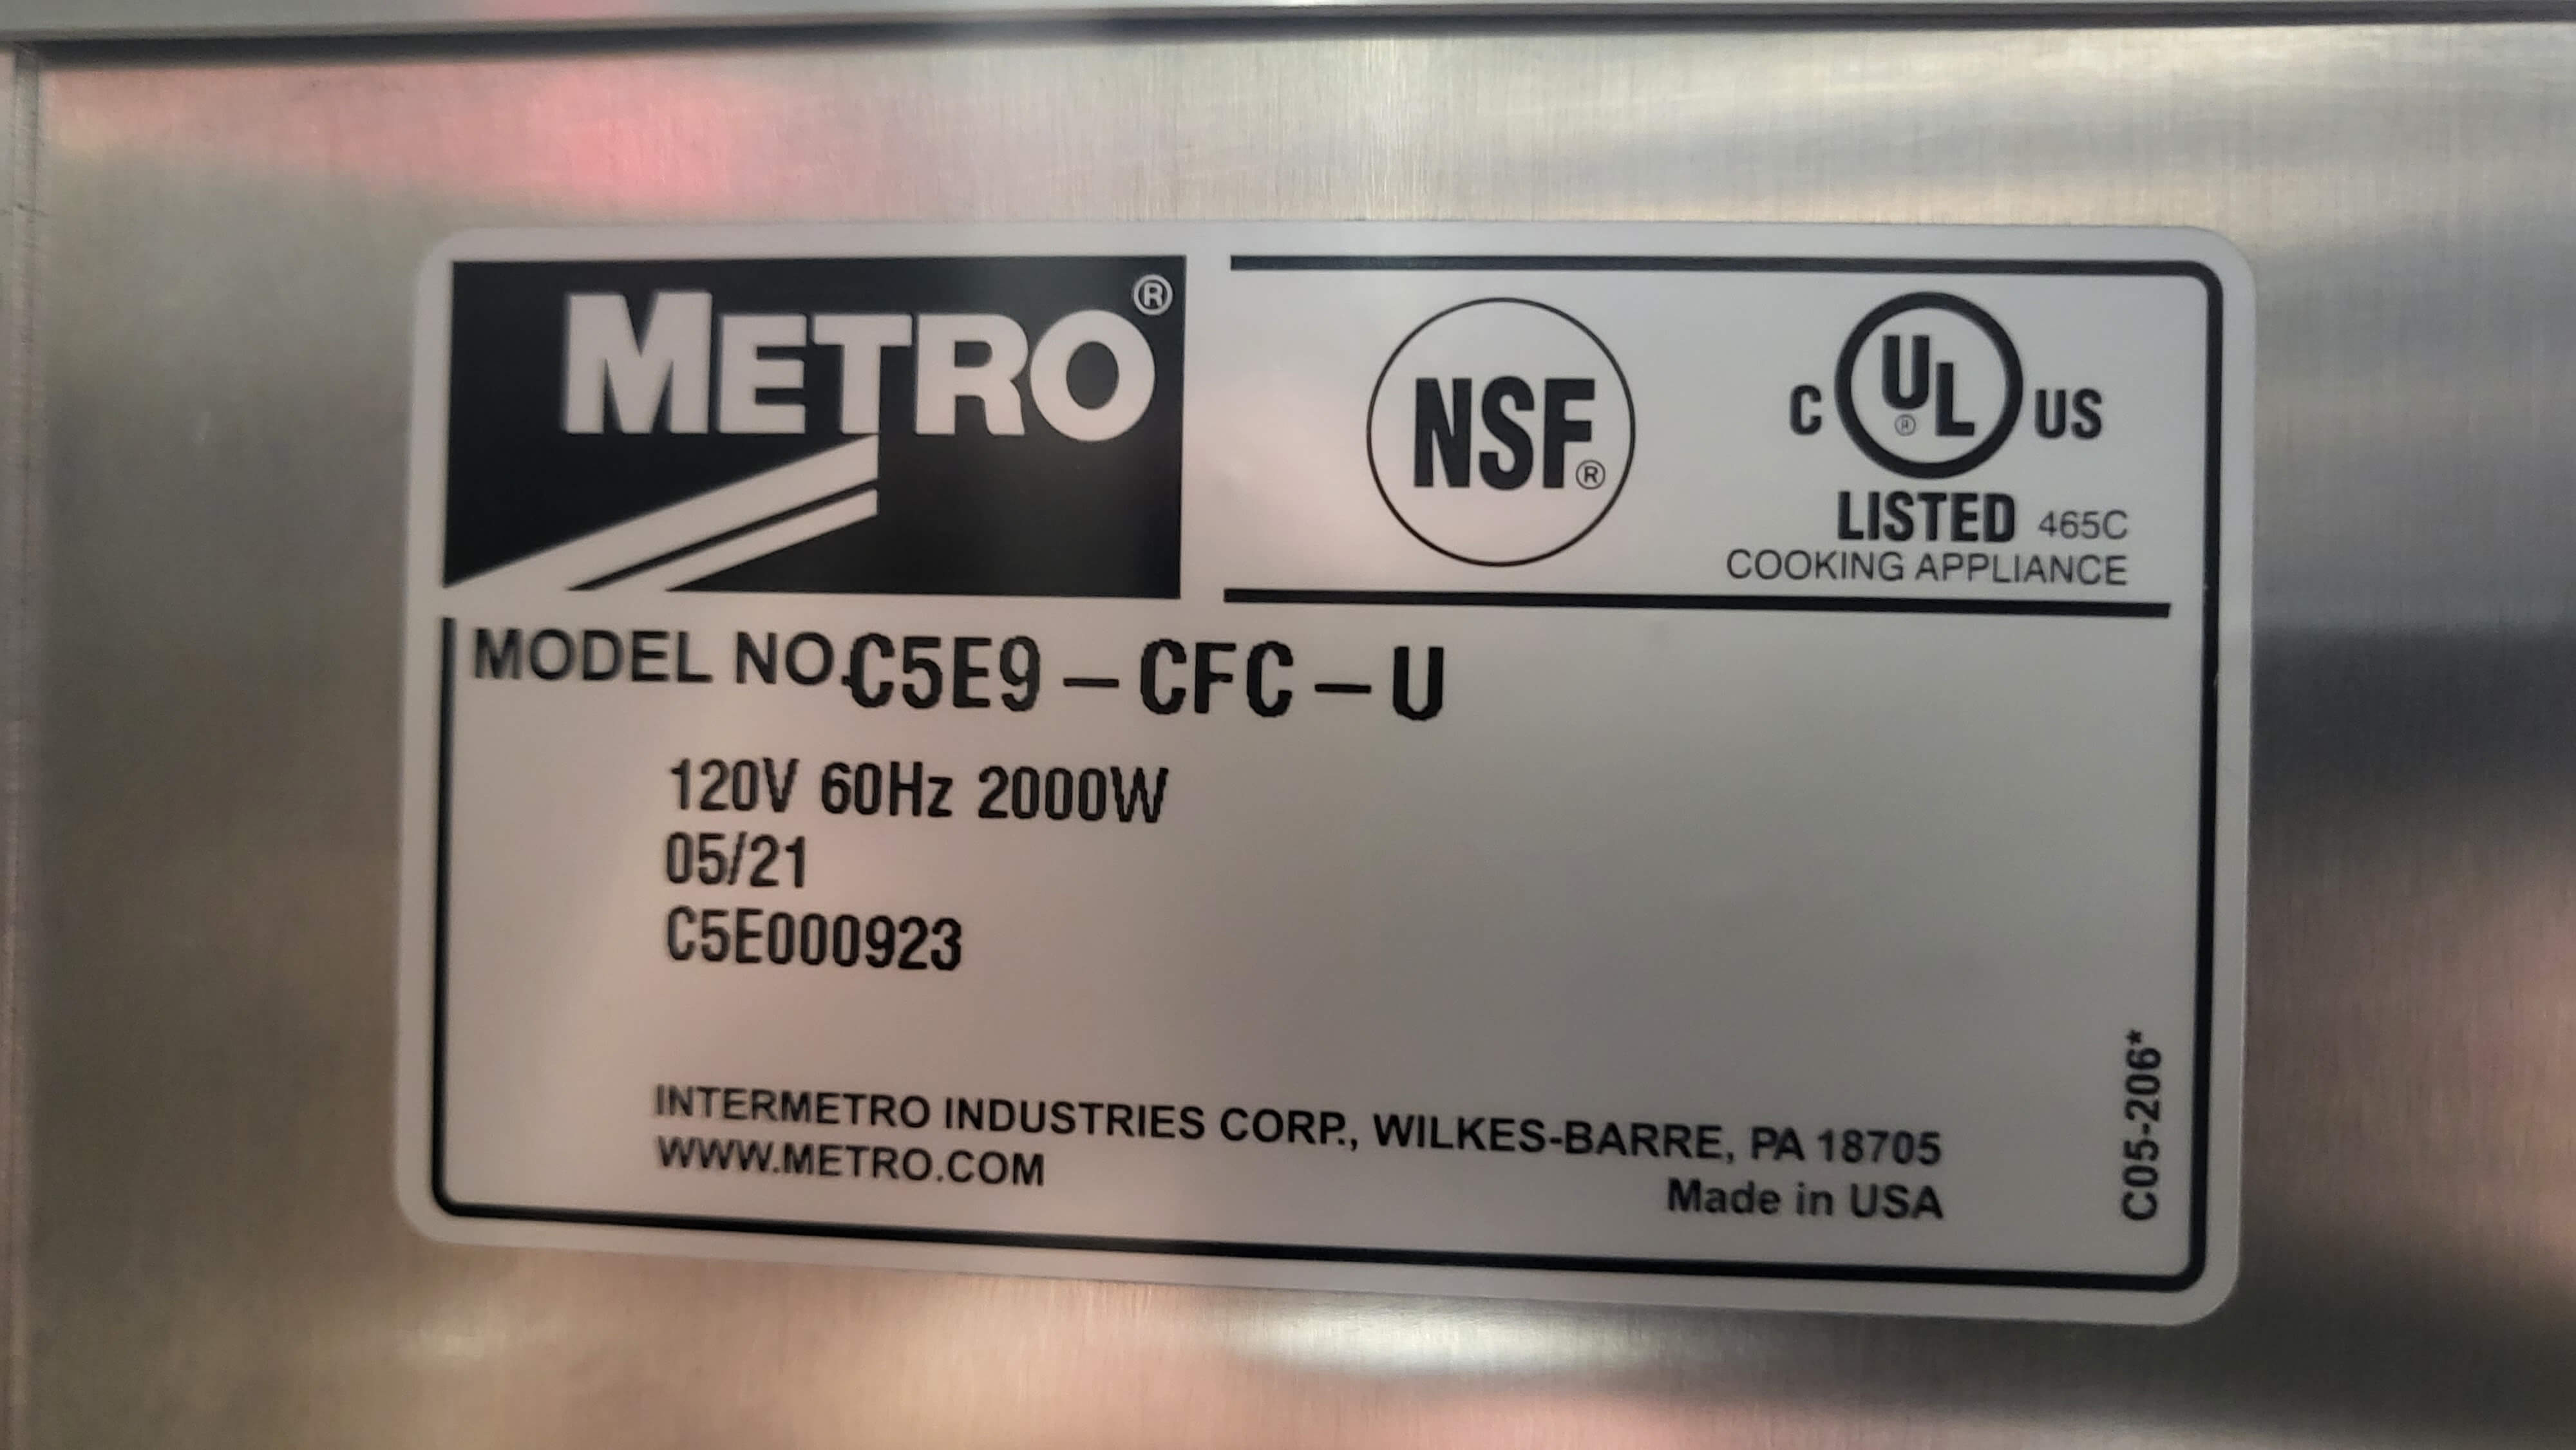 METRO®
NSF®
C UL® US
LISTED 465C
COOKING APPLIANCE
MODEL NO. C5E9-CFC-U
120V 60Hz 2000W
05/21
C5E000923
INTERMETRO INDUSTRIES CORP., WILKES-BARRE, PA 18705
WWW.METRO.COM
Made in USA
C05-206*